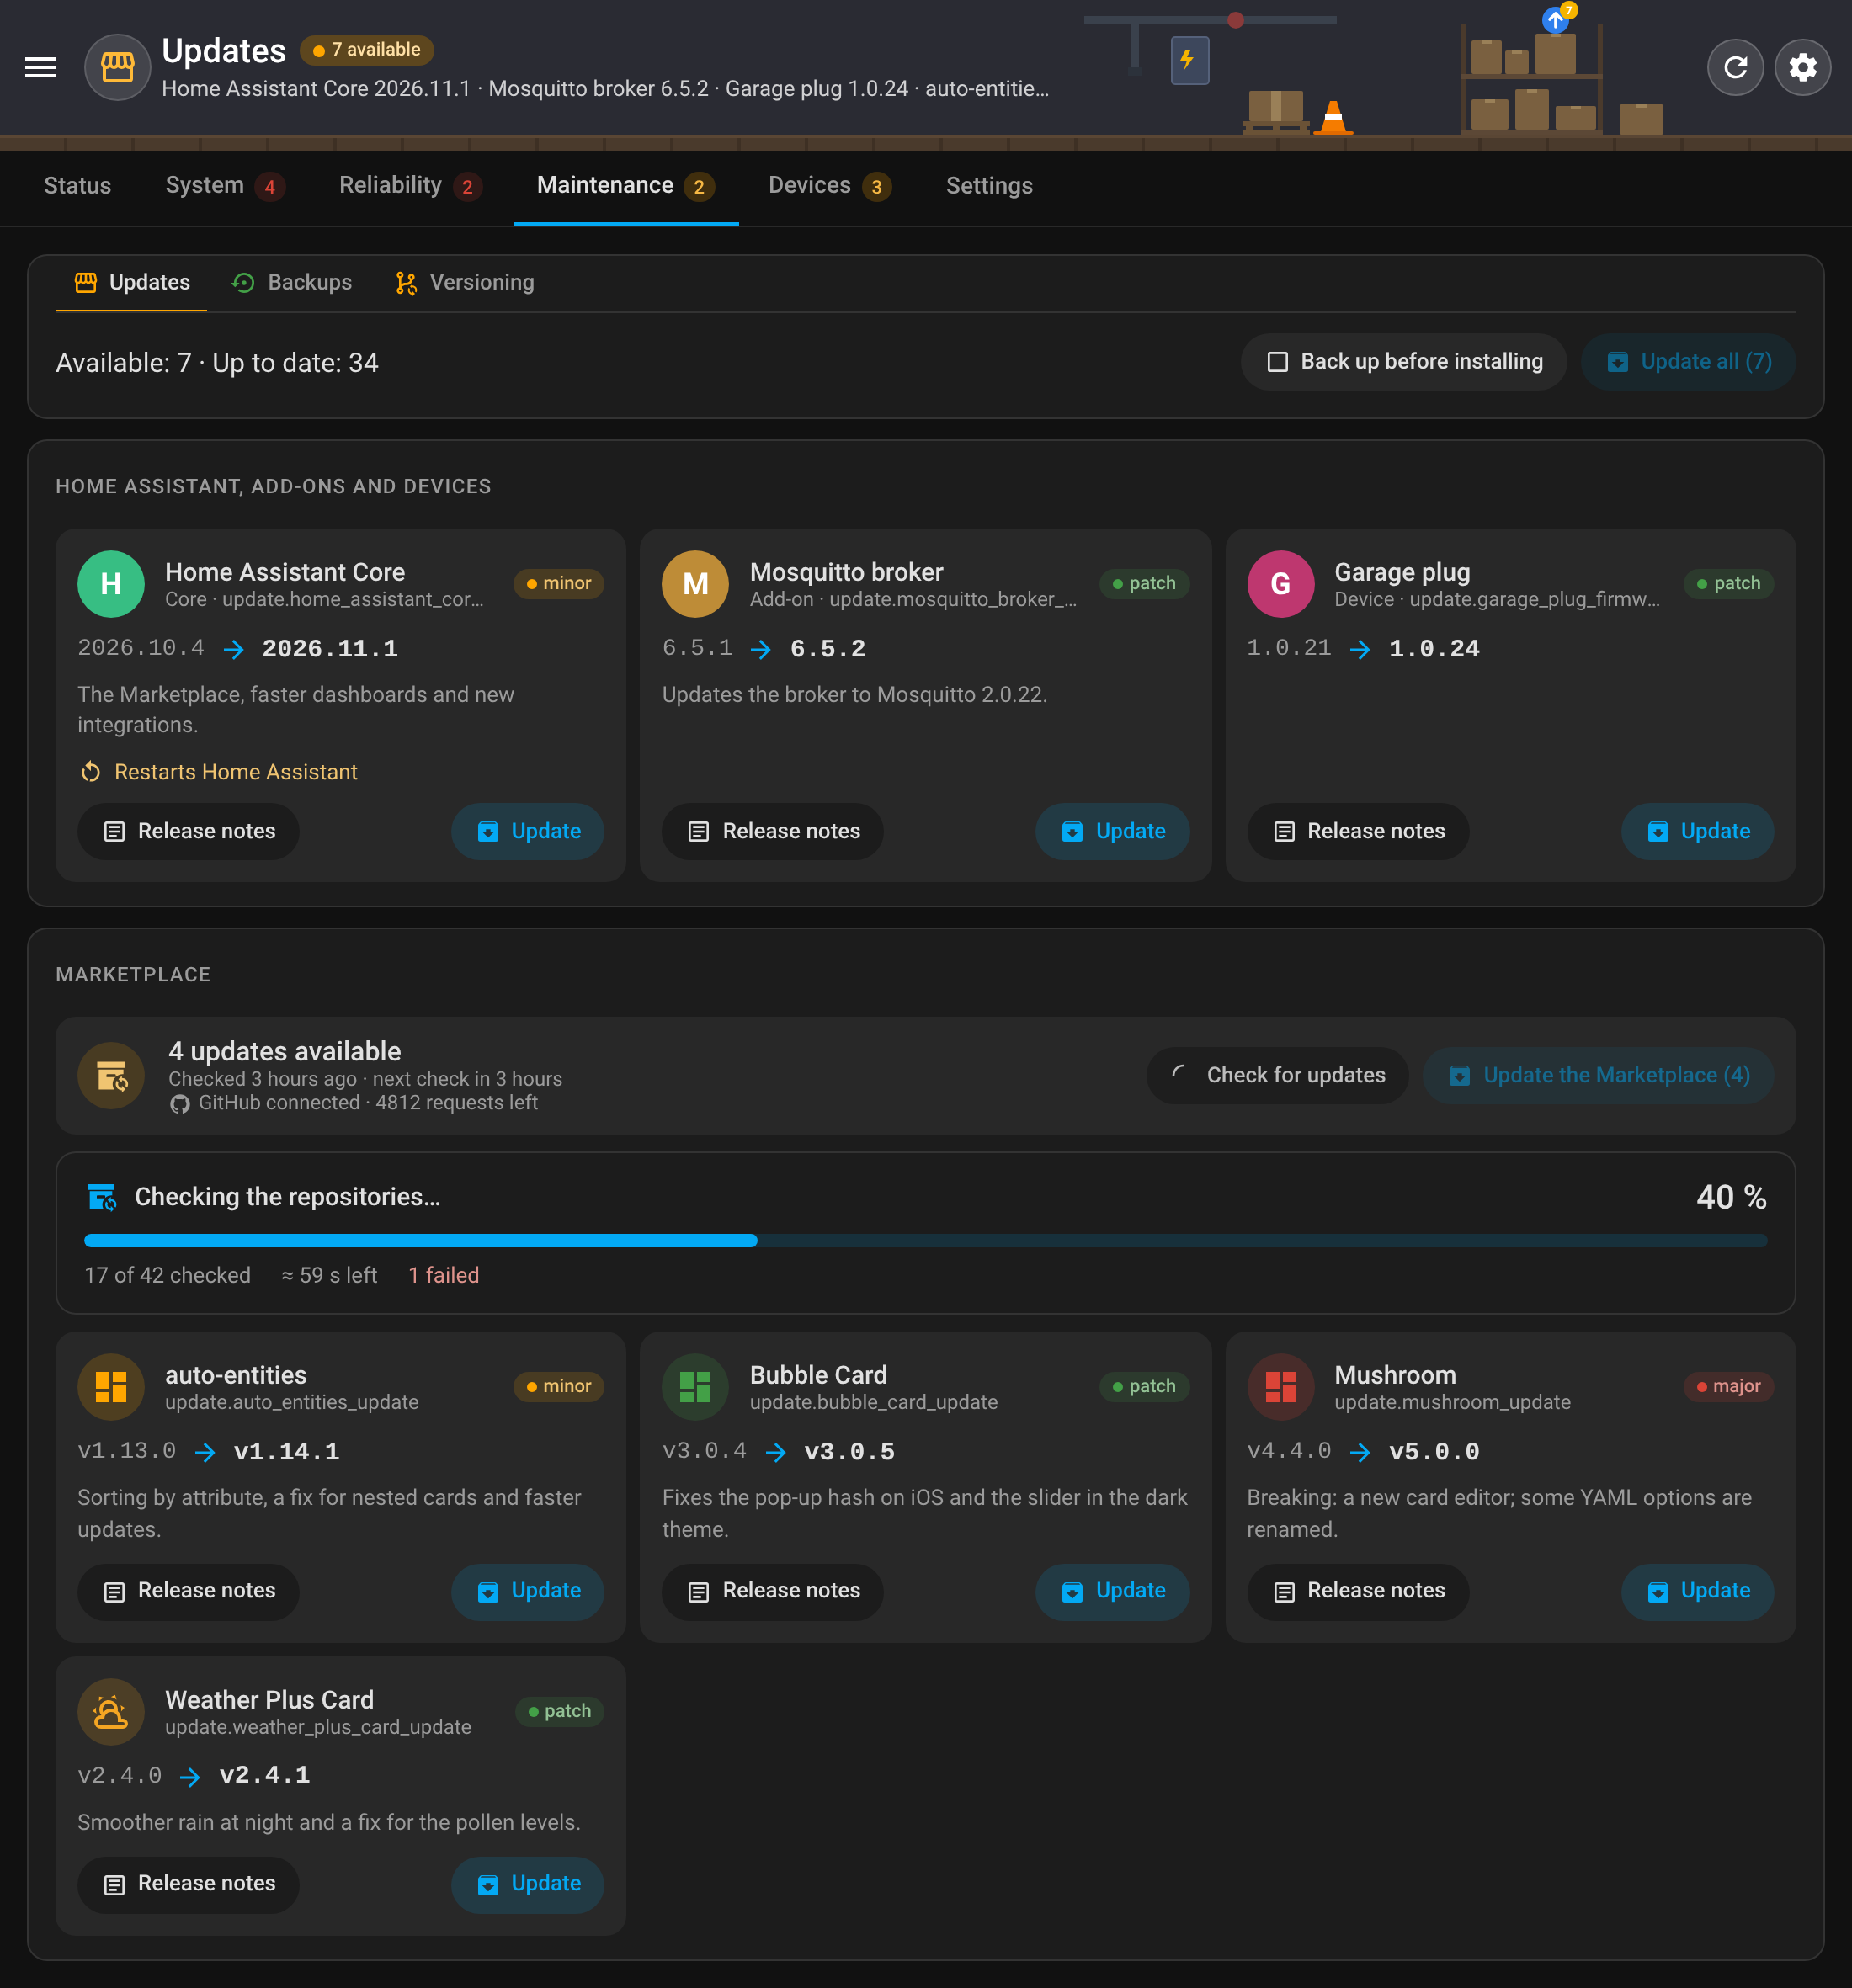 Updates
7 available
7
Home Assistant Core 2026.11.1 · Mosquitto broker 6.5.2 · Garage plug 1.0.24 · auto-entitie…
Status
System 4
Reliability 2
Maintenance 2
Devices 3
Settings
Updates
Backups
Versioning
Available: 7 · Up to date: 34
Back up before installing
Update all (7)
HOME ASSISTANT, ADD-ONS AND DEVICES
H
Home Assistant Core
Core · update.home_assistant_cor…
minor
2026.10.4 → 2026.11.1
The Marketplace, faster dashboards and new
integrations.
Restarts Home Assistant
Release notes
Update
M
Mosquitto broker
Add-on · update.mosquitto_broker_…
patch
6.5.1 → 6.5.2
Updates the broker to Mosquitto 2.0.22.
Release notes
Update
G
Garage plug
Device · update.garage_plug_firmw…
patch
1.0.21 → 1.0.24
Release notes
Update
MARKETPLACE
4 updates available
Checked 3 hours ago · next check in 3 hours
GitHub connected · 4812 requests left
Check for updates
Update the Marketplace (4)
Checking the repositories…
40 %
17 of 42 checked
≈ 59 s left
1 failed
auto-entities
update.auto_entities_update
minor
v1.13.0 → v1.14.1
Sorting by attribute, a fix for nested cards and faster
updates.
Release notes
Update
Bubble Card
update.bubble_card_update
patch
v3.0.4 → v3.0.5
Fixes the pop-up hash on iOS and the slider in the dark
theme.
Release notes
Update
Mushroom
update.mushroom_update
major
v4.4.0 → v5.0.0
Breaking: a new card editor; some YAML options are
renamed.
Release notes
Update
Weather Plus Card
update.weather_plus_card_update
patch
v2.4.0 → v2.4.1
Smoother rain at night and a fix for the pollen levels.
Release notes
Update